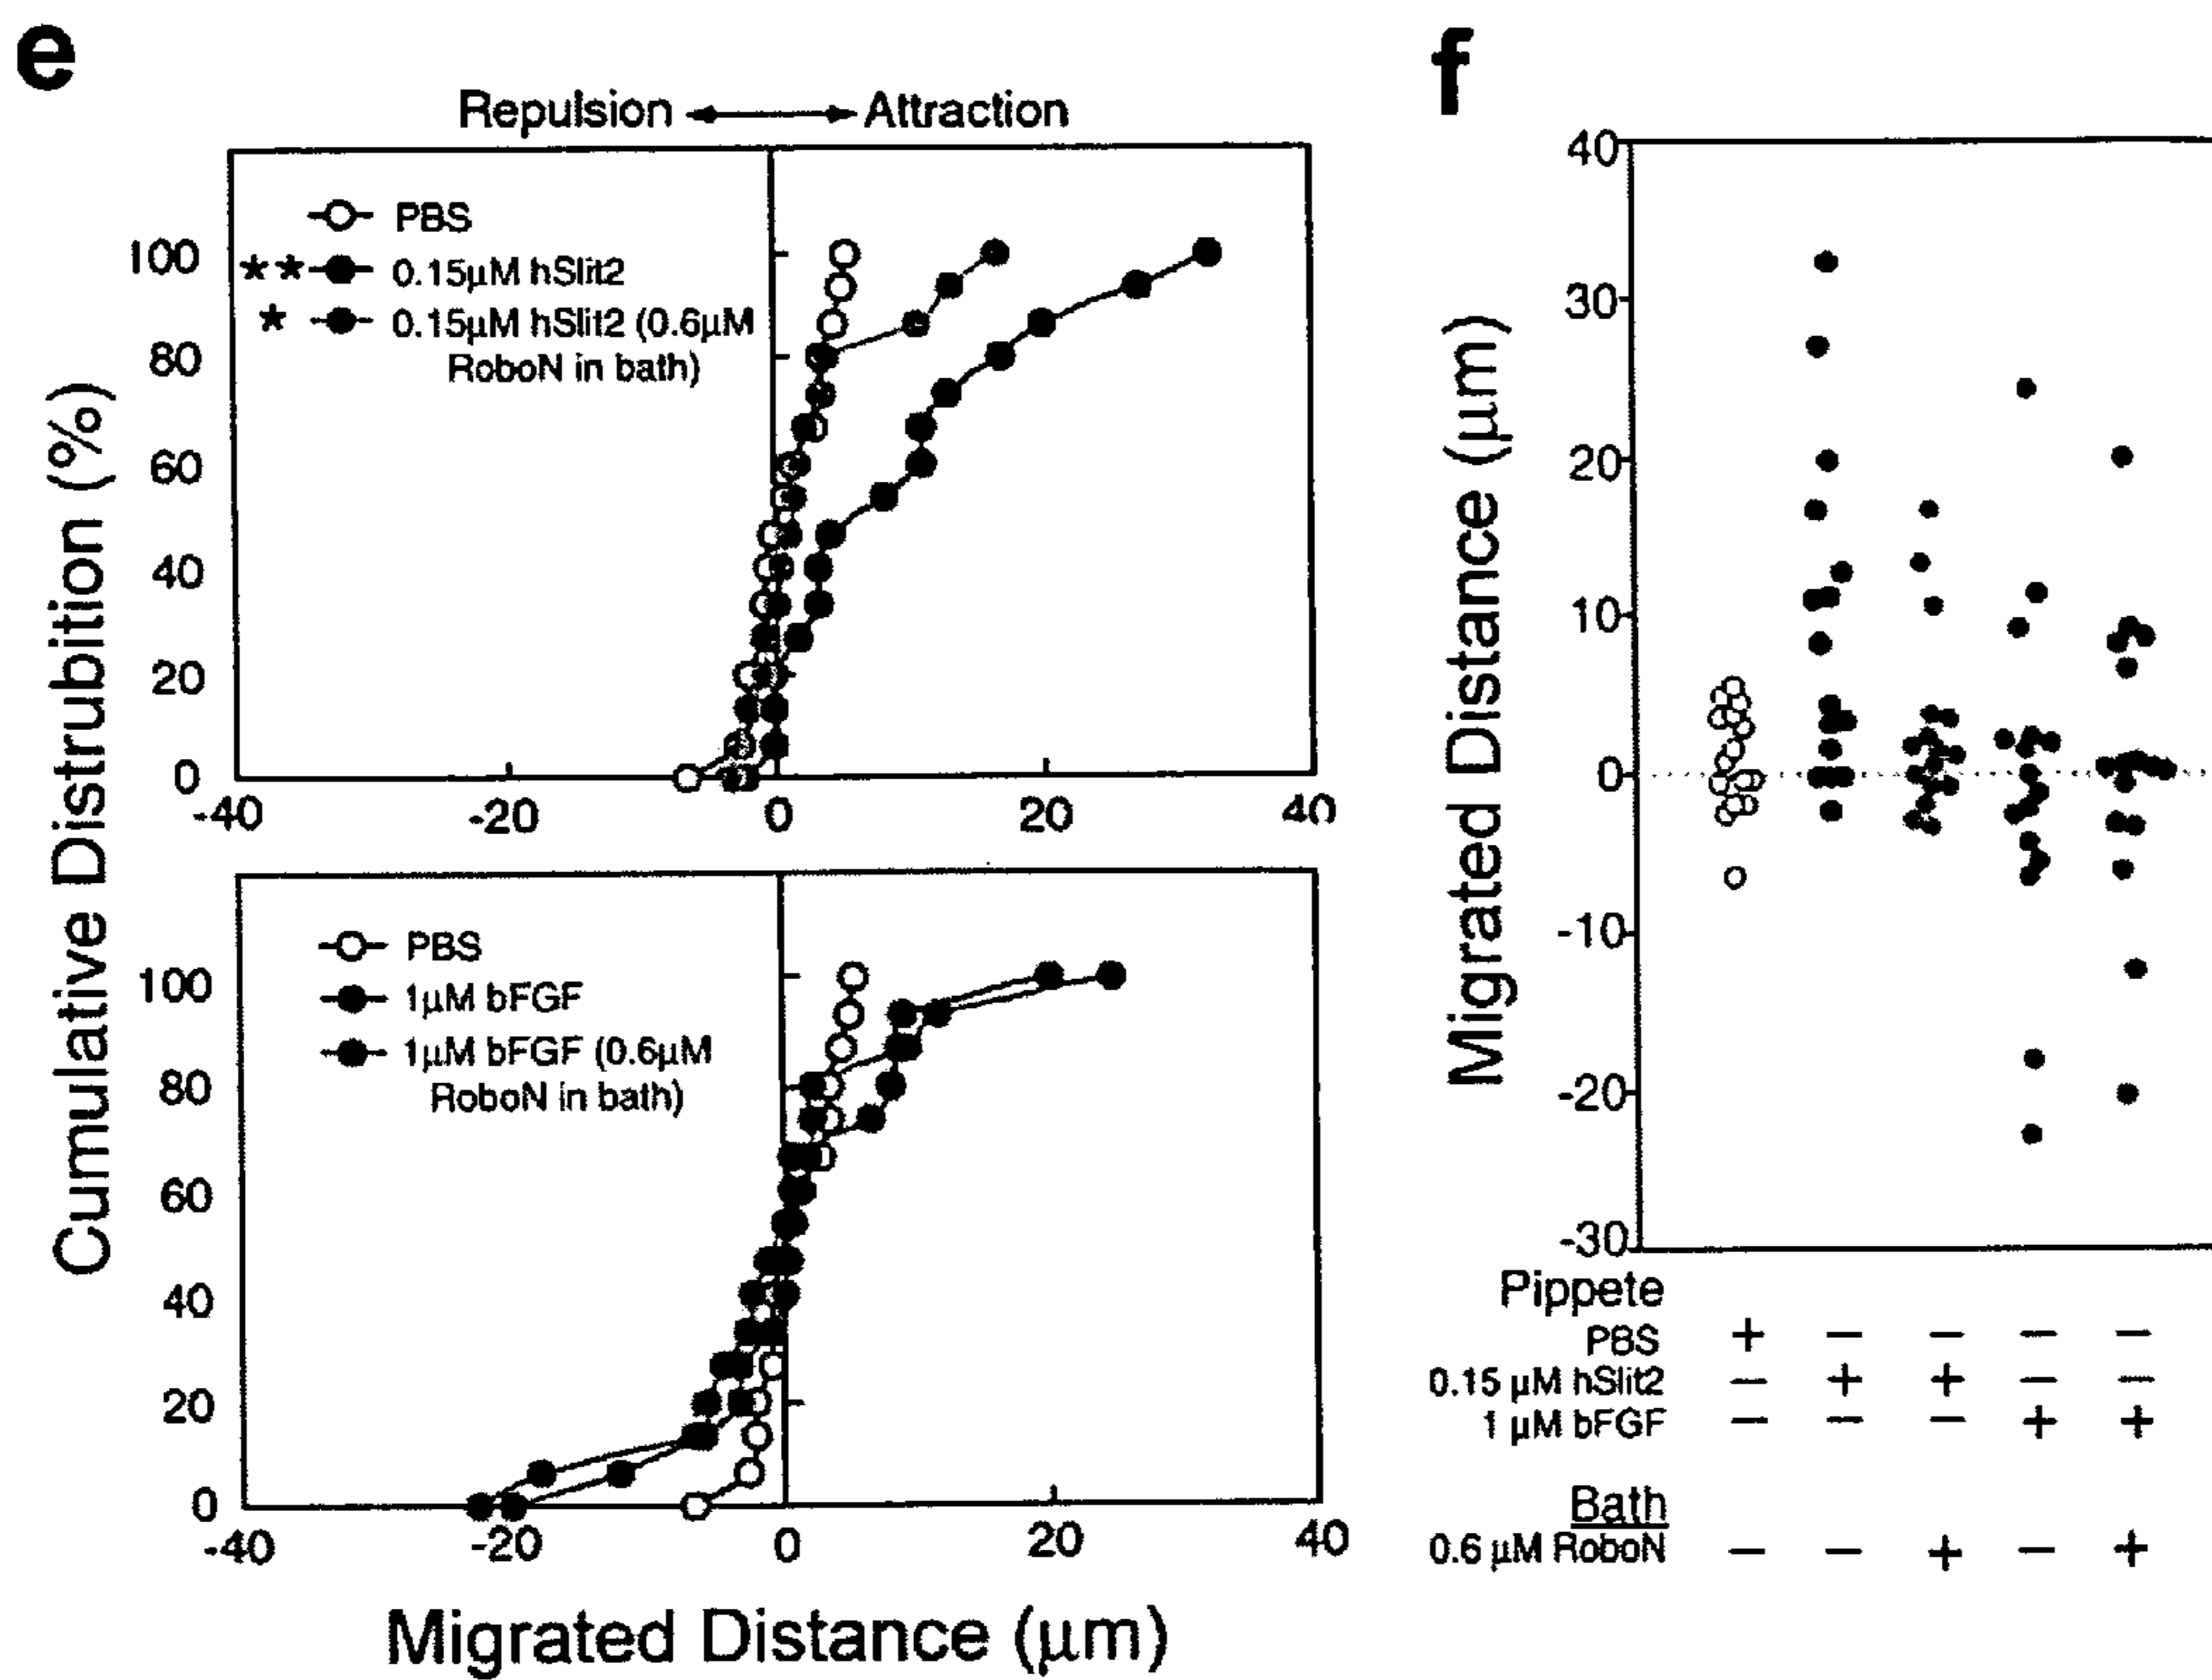 e
Repulsion Attraction
PBS
** 0.15µM hSlit2
* 0.15µM hSlit2 (0.6µM
RoboN in bath)
100
80
60
40
20
0
-40 -20 0 20 40
Cumulative Distrubition (%)
PBS
1µM bFGF
1µM bFGF (0.6µM
RoboN in bath)
100
80
60
40
20
0
-40 -20 0 20 40
Migrated Distance (µm)
f
40
30
20
10
0
-10
-20
-30
Migrated Distance (µm)
Pippete
PBS + − − − −
0.15 µM hSlit2 − + + − −
1 µM bFGF − − − + +
Bath
0.6 µM RoboN − − + − +